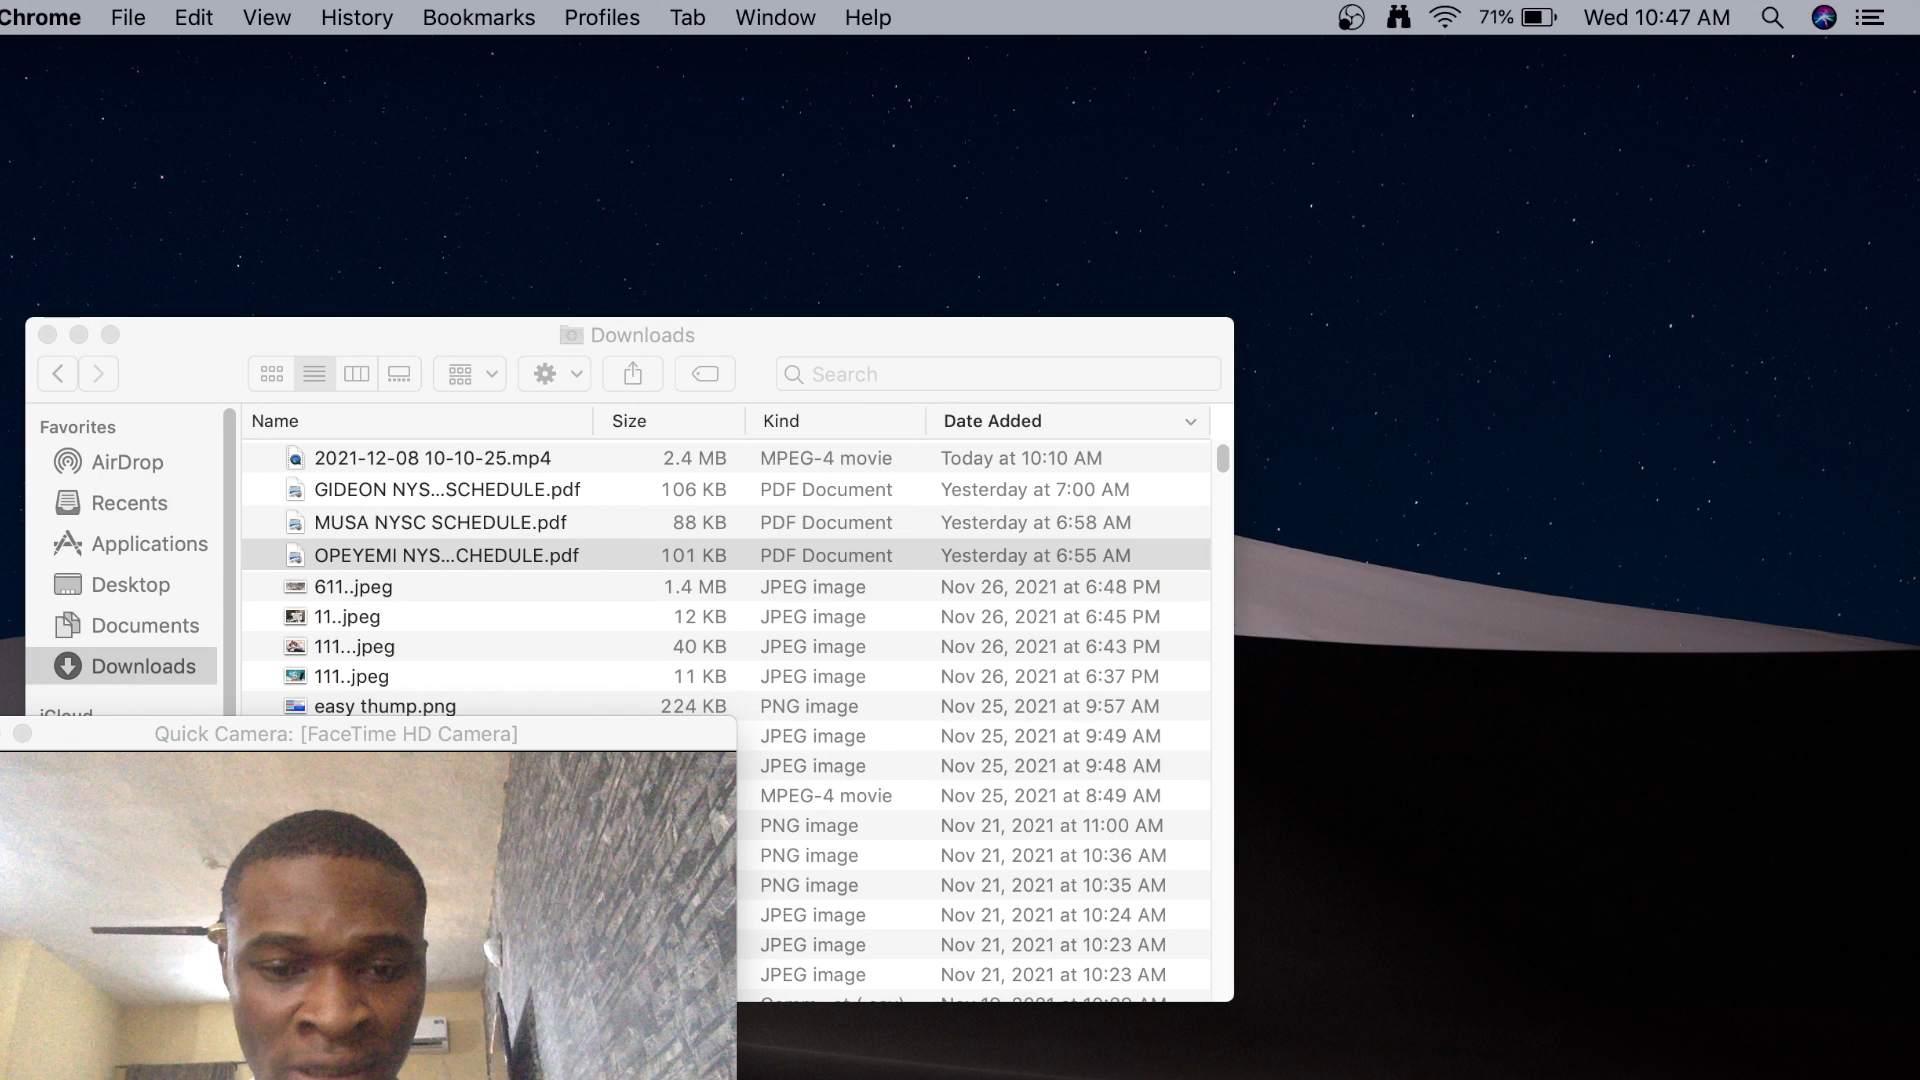 Chrome File Edit View History Bookmarks Profiles Tab Window Help 71% Wed 10:47 AM
Downloads
Search
Favorites
AirDrop
Recents
Applications
Desktop
Documents
Downloads
iCloud
Name Size Kind Date Added
2021-12-08 10-10-25.mp4 2.4 MB MPEG-4 movie Today at 10:10 AM
GIDEON NYS...SCHEDULE.pdf 106 KB PDF Document Yesterday at 7:00 AM
MUSA NYSC SCHEDULE.pdf 88 KB PDF Document Yesterday at 6:58 AM
OPEYEMI NYS...CHEDULE.pdf 101 KB PDF Document Yesterday at 6:55 AM
611..jpeg 1.4 MB JPEG image Nov 26, 2021 at 6:48 PM
11..jpeg 12 KB JPEG image Nov 26, 2021 at 6:45 PM
111...jpeg 40 KB JPEG image Nov 26, 2021 at 6:43 PM
111..jpeg 11 KB JPEG image Nov 26, 2021 at 6:37 PM
easy thump.png 224 KB PNG image Nov 25, 2021 at 9:57 AM
JPEG image Nov 25, 2021 at 9:49 AM
JPEG image Nov 25, 2021 at 9:48 AM
MPEG-4 movie Nov 25, 2021 at 8:49 AM
PNG image Nov 21, 2021 at 11:00 AM
PNG image Nov 21, 2021 at 10:36 AM
PNG image Nov 21, 2021 at 10:35 AM
JPEG image Nov 21, 2021 at 10:24 AM
JPEG image Nov 21, 2021 at 10:23 AM
JPEG image Nov 21, 2021 at 10:23 AM
Quick Camera: [FaceTime HD Camera]